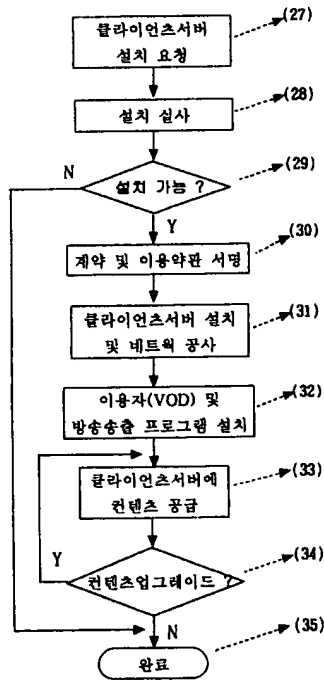 클라이언츠서버
설치 요청
(27)
설치 실사
(28)
설치 가능 ?
(29)
N
Y
계약 및 이용약관 서명
(30)
클라이언츠서버 설치
및 네트웍 공사
(31)
이용자(VOD) 및
방송송출 프로그램 설치
(32)
클라이언츠서버에
컨텐츠 공급
(33)
Y
컨텐츠업그레이드 ?
(34)
N
완료
(35)